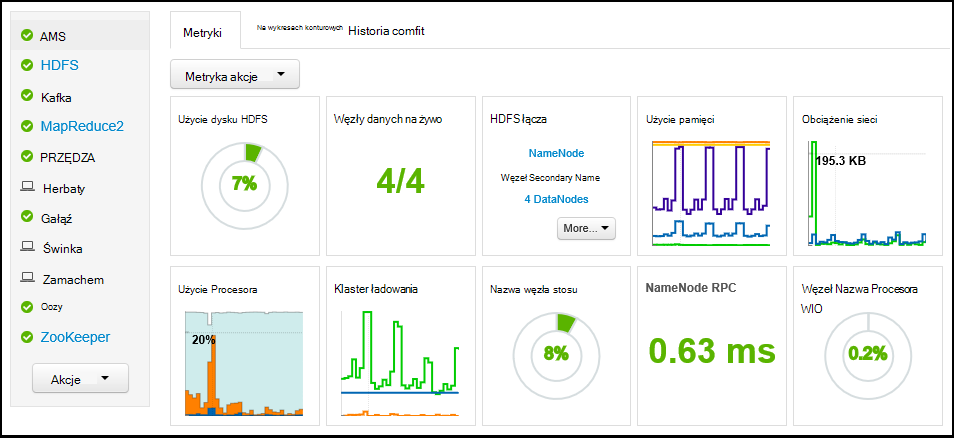 AMS
HDFS
Kafka
MapReduce2
PRZĘDZA
Herbaty
Gałąź
Świnka
Zamachem
Oozy
ZooKeeper
Akcje
Metryki
Na wykresach konturowych Historia comfit
Metryka akcje
Użycie dysku HDFS
7%
Węzły danych na żywo
4/4
HDFS łącza
NameNode
Węzeł Secondary Name
4 DataNodes
More...
Użycie pamięci
Obciążenie sieci
195.3 KB
Użycie Procesora
20%
Klaster ładowania
Nazwa węzła stosu
8%
NameNode RPC
0.63 ms
Węzeł Nazwa Procesora
WIO
0.2%